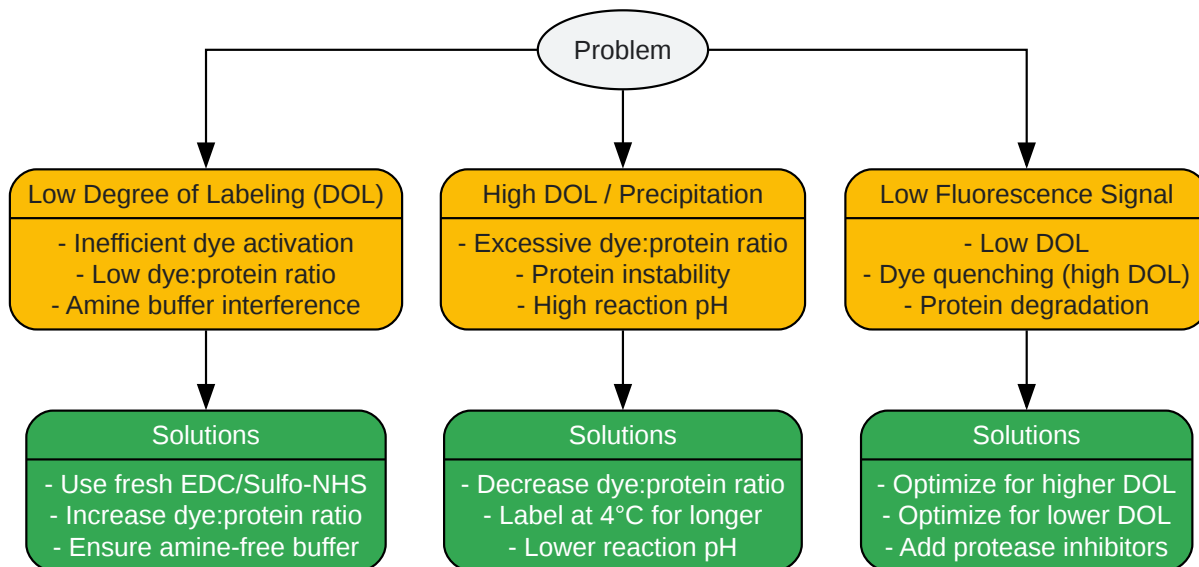 Problem
Low Degree of Labeling (DOL)
- Inefficient dye activation
- Low dye:protein ratio
- Amine buffer interference
High DOL / Precipitation
- Excessive dye:protein ratio
- Protein instability
- High reaction pH
Low Fluorescence Signal
- Low DOL
- Dye quenching (high DOL)
- Protein degradation
Solutions
- Use fresh EDC/Sulfo-NHS
- Increase dye:protein ratio
- Ensure amine-free buffer
Solutions
- Decrease dye:protein ratio
- Label at 4°C for longer
- Lower reaction pH
Solutions
- Optimize for higher DOL
- Optimize for lower DOL
- Add protease inhibitors